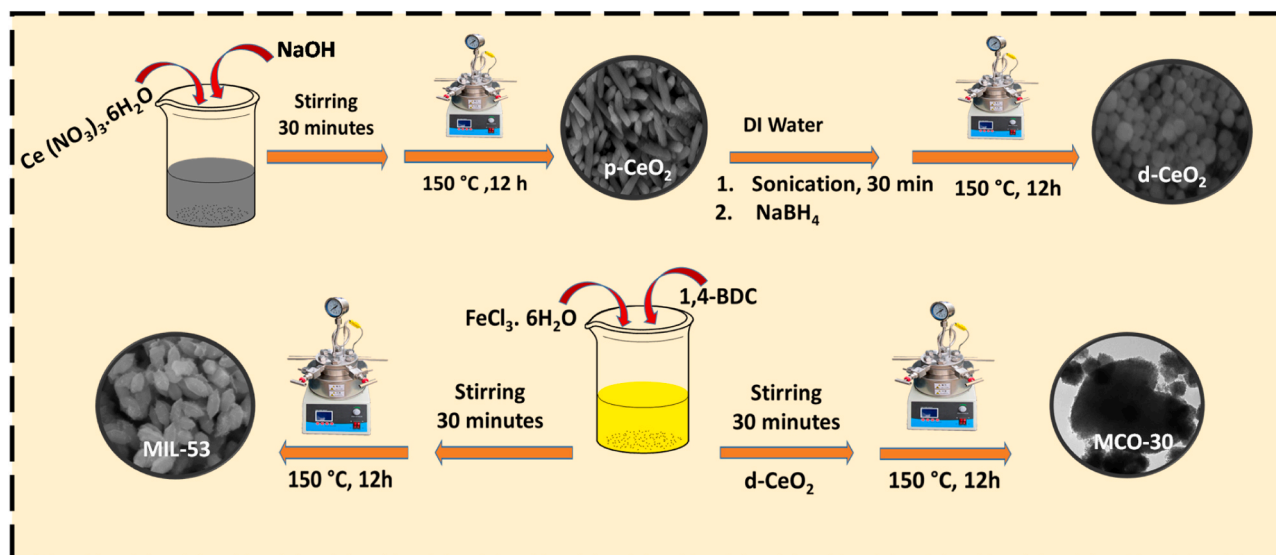 NaOH
Ce (NO₃)₃.6H₂O
Stirring
30 minutes
150 °C ,12 h
p-CeO₂
DI Water
1. Sonication, 30 min
2. NaBH₄
150 °C, 12h
d-CeO₂
FeCl₃. 6H₂O
1,4-BDC
MIL-53
150 °C, 12h
Stirring
30 minutes
Stirring
30 minutes
d-CeO₂
150 °C, 12h
MCO-30